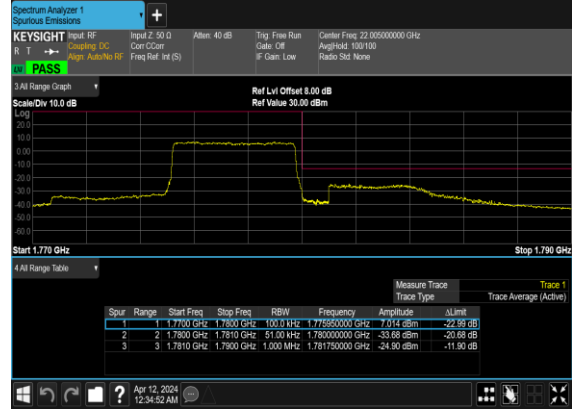 Spectrum Analyzer 1
Spurious Emissions
KEYSIGHT Input: RF Input Z: 50 Ω Atten: 40 dB Trig: Free Run Center Freq: 22.005000000 GHz
R T Coupling: DC Corr CCorr Gate: Off Avg|Hold: 100/100
Align: Auto/No RF Freq Ref: Int (S) IF Gain: Low Radio Std: None
PASS
3 All Range Graph
Ref Lvl Offset 8.00 dB
Scale/Div 10.0 dB Ref Value 30.00 dBm
Log
20.0
10.0
0.00
-10.0
-20.0
-30.0
-40.0
-50.0
-60.0
Start 1.770 GHz Stop 1.790 GHz
4 All Range Table
Measure Trace Trace 1
Trace Type Trace Average (Active)
Spur Range Start Freq Stop Freq RBW Frequency Amplitude ΔLimit
1 1 1.7700 GHz 1.7800 GHz 100.0 kHz 1.775950000 GHz 7.014 dBm -22.99 dB
2 2 1.7800 GHz 1.7810 GHz 51.00 kHz 1.780000000 GHz -33.68 dBm -20.68 dB
3 3 1.7810 GHz 1.7900 GHz 1.000 MHz 1.781750000 GHz -24.90 dBm -11.90 dB
Apr 12, 2024
12:34:52 AM